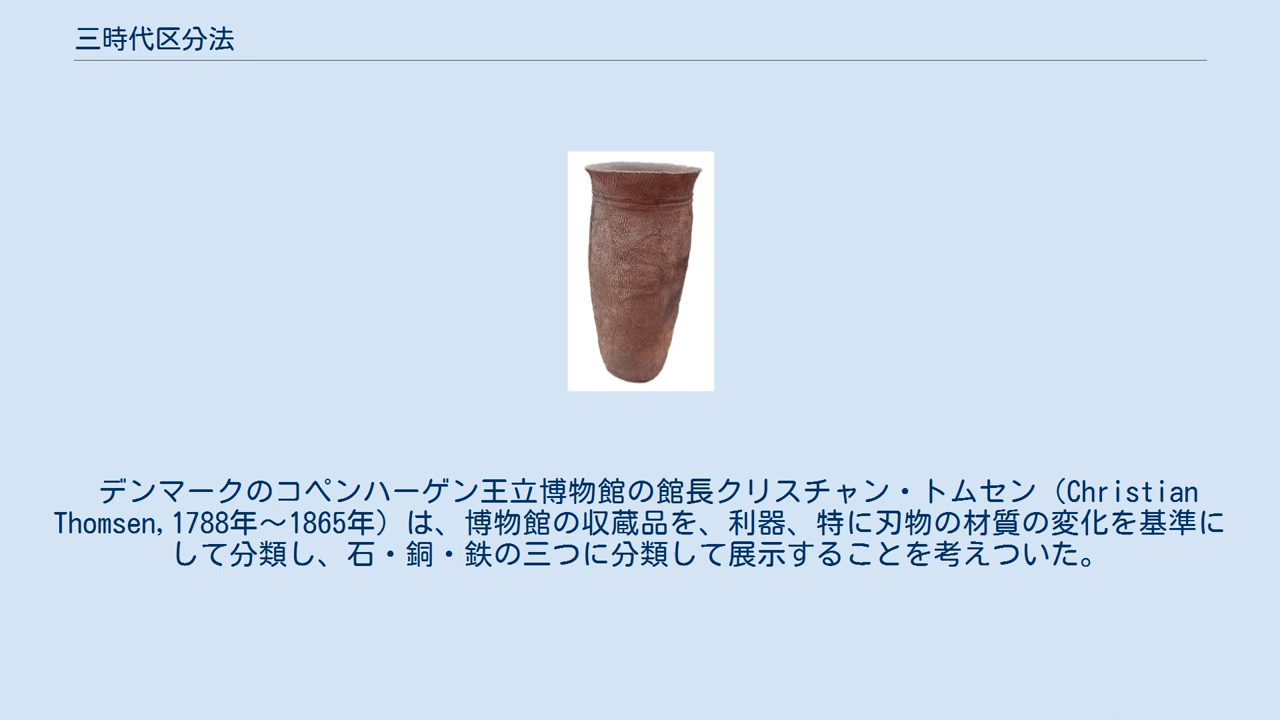 三時代区分法
デンマークのコペンハーゲン王立博物館の館長クリスチャン・トムセン（Christian
Thomsen,1788年～1865年）は、博物館の収蔵品を、利器、特に刃物の材質の変化を基準に
して分類し、石・銅・鉄の三つに分類して展示することを考えついた。